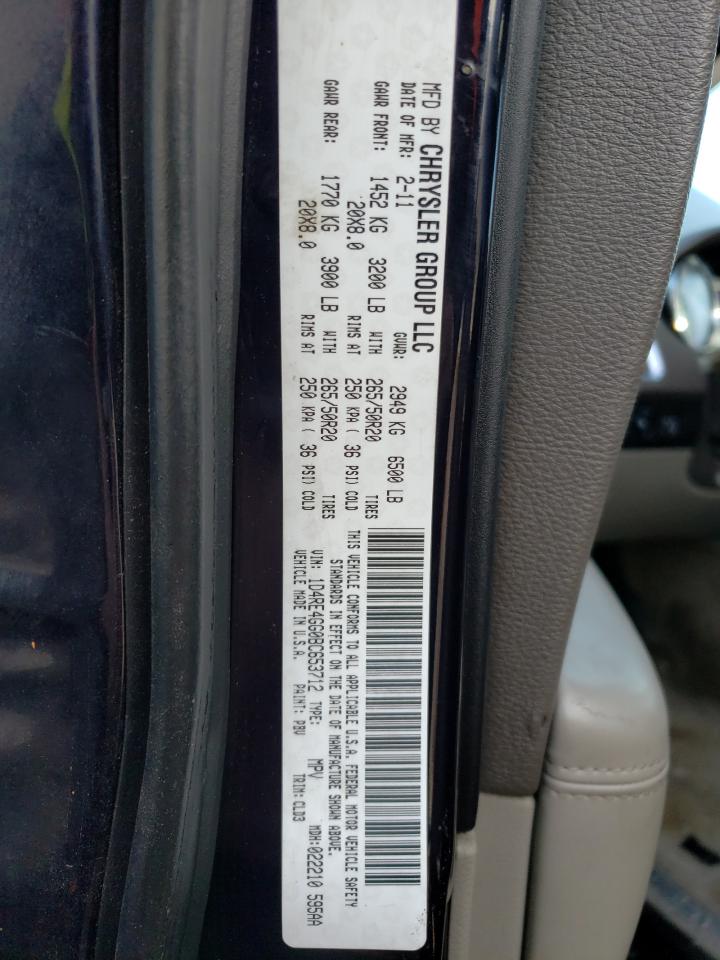 MFD BY CHRYSLER GROUP LLC
DATE OF MFR: 2-11 GVWR: 2949 KG 6500 LB
GAWR FRONT: 1452 KG 3200 LB WITH 265/50R20 TIRES
20X8.0 RIMS AT 250 KPA ( 36 PSI) COLD
GAWR REAR: 1770 KG 3900 LB WITH 265/50R20 TIRES
20X8.0 RIMS AT 250 KPA ( 36 PSI) COLD
THIS VEHICLE CONFORMS TO ALL APPLICABLE U.S.A. FEDERAL MOTOR VEHICLE SAFETY
STANDARDS IN EFFECT ON THE DATE OF MANUFACTURE SHOWN ABOVE.
VIN: 1D4RE4GG0BC653712 TYPE: MPV MDH:022210 595AA
VEHICLE MADE IN U.S.A. PAINT: PBV TRIM: CLD3